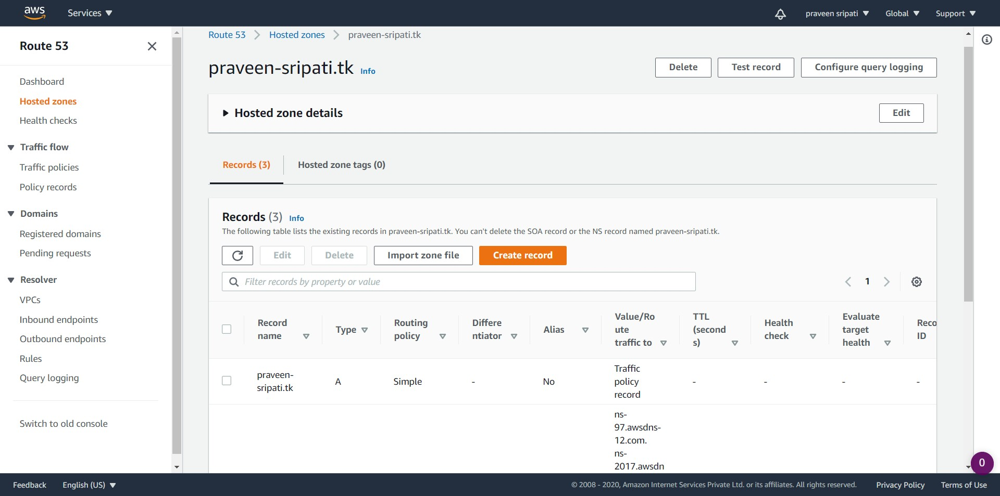 aws
Services
praveen sripati
Global
Support
Route 53
Dashboard
Hosted zones
Health checks
Traffic flow
Traffic policies
Policy records
Domains
Registered domains
Pending requests
Resolver
VPCs
Inbound endpoints
Outbound endpoints
Rules
Query logging
Switch to old console
Route 53 Hosted zones praveen-sripati.tk
praveen-sripati.tk Info
Delete
Test record
Configure query logging
Hosted zone details
Edit
Records (3)
Hosted zone tags (0)
Records (3) Info
The following table lists the existing records in praveen-sripati.tk. You can't delete the SOA record or the NS record named praveen-sripati.tk.
Edit
Delete
Import zone file
Create record
Filter records by property or value
1
Record
name
Type
Routing
policy
Differe
ntiator
Alias
Value/Ro
ute
traffic to
TTL
(second
s)
Health
check
Evaluate
target
health
Reco
ID
praveen-
sripati.tk
A
Simple
-
No
Traffic
policy
record
-
-
-
-
ns-
97.awsdns-
12.com.
ns-
2017.awsdn
0
Feedback
English (US)
© 2008 - 2020, Amazon Internet Services Private Ltd. or its affiliates. All rights reserved.
Privacy Policy
Terms of Use